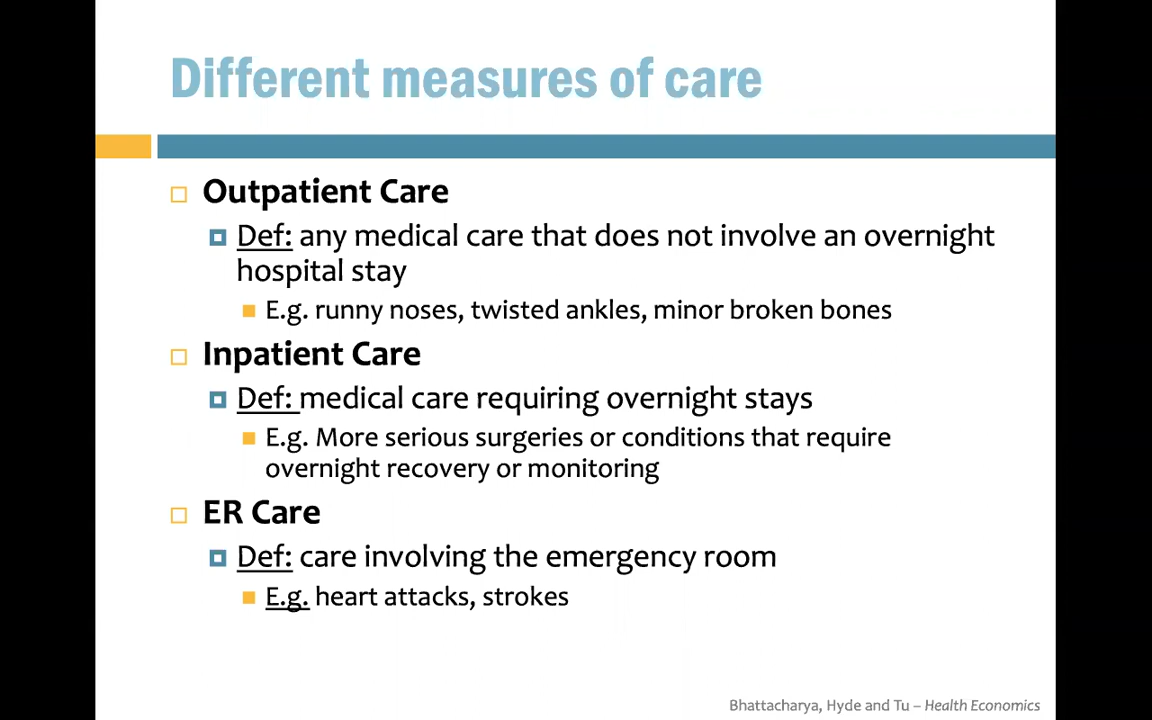 Different measures of care
Outpatient Care
Def: any medical care that does not involve an overnight
hospital stay
E.g. runny noses, twisted ankles, minor broken bones
Inpatient Care
Def: medical care requiring overnight stays
E.g. More serious surgeries or conditions that require
overnight recovery or monitoring
ER Care
Def: care involving the emergency room
E.g. heart attacks, strokes
Bhattacharya, Hyde and Tu – Health Economics